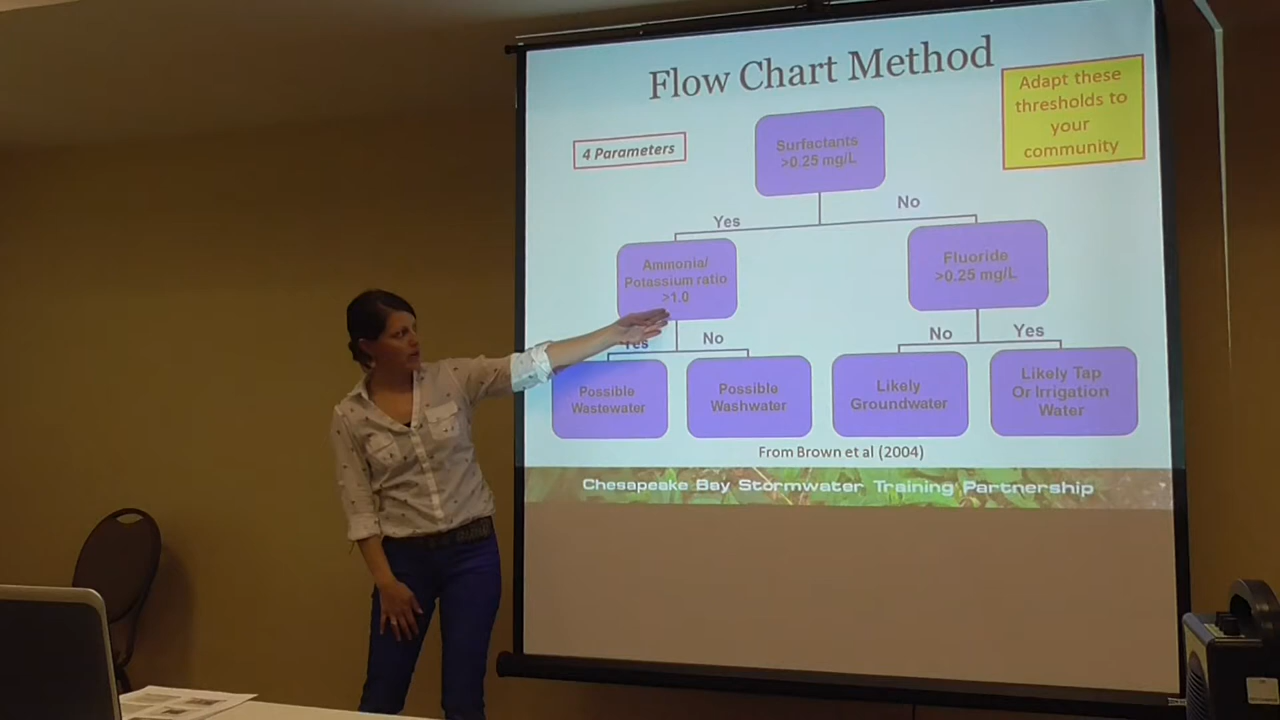 Flow Chart Method
Adapt these
thresholds to
your
community
4 Parameters
Surfactants
>0.25 mg/L
Yes
No
Ammonia/
Potassium ratio
>1.0
Fluoride
>0.25 mg/L
Yes
No
No
Yes
Possible
Wastewater
Possible
Washwater
Likely
Groundwater
Likely Tap
Or Irrigation
Water
From Brown et al (2004)
Chesapeake Bay Stormwater Training Partnership